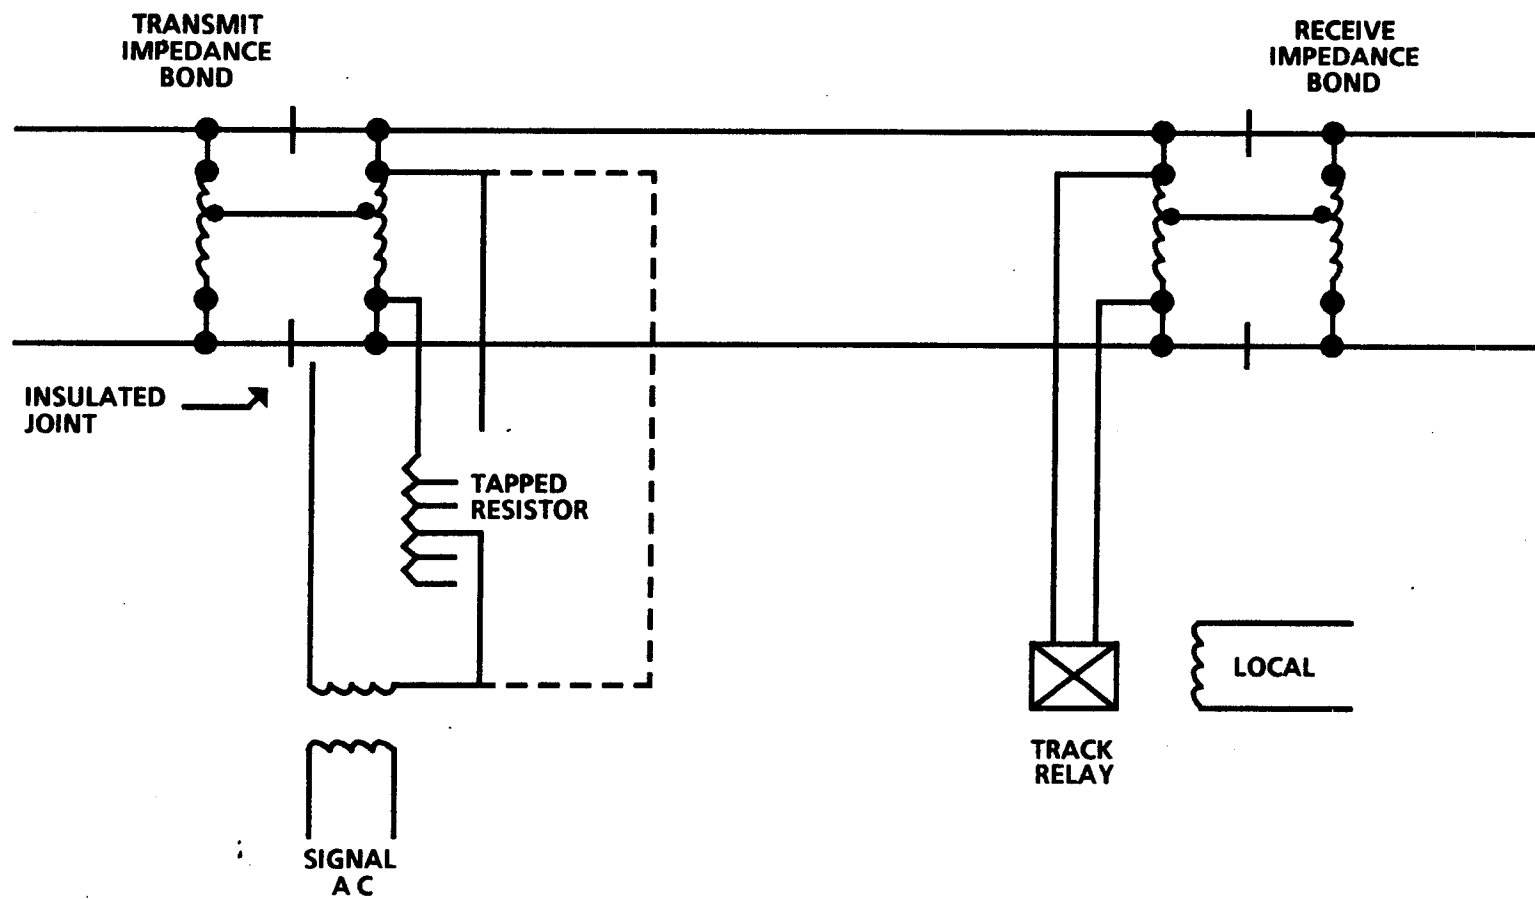 TRANSMIT
IMPEDANCE
BOND
RECEIVE
IMPEDANCE
BOND
INSULATED
JOINT
TAPPED
RESISTOR
LOCAL
TRACK
RELAY
SIGNAL
A C